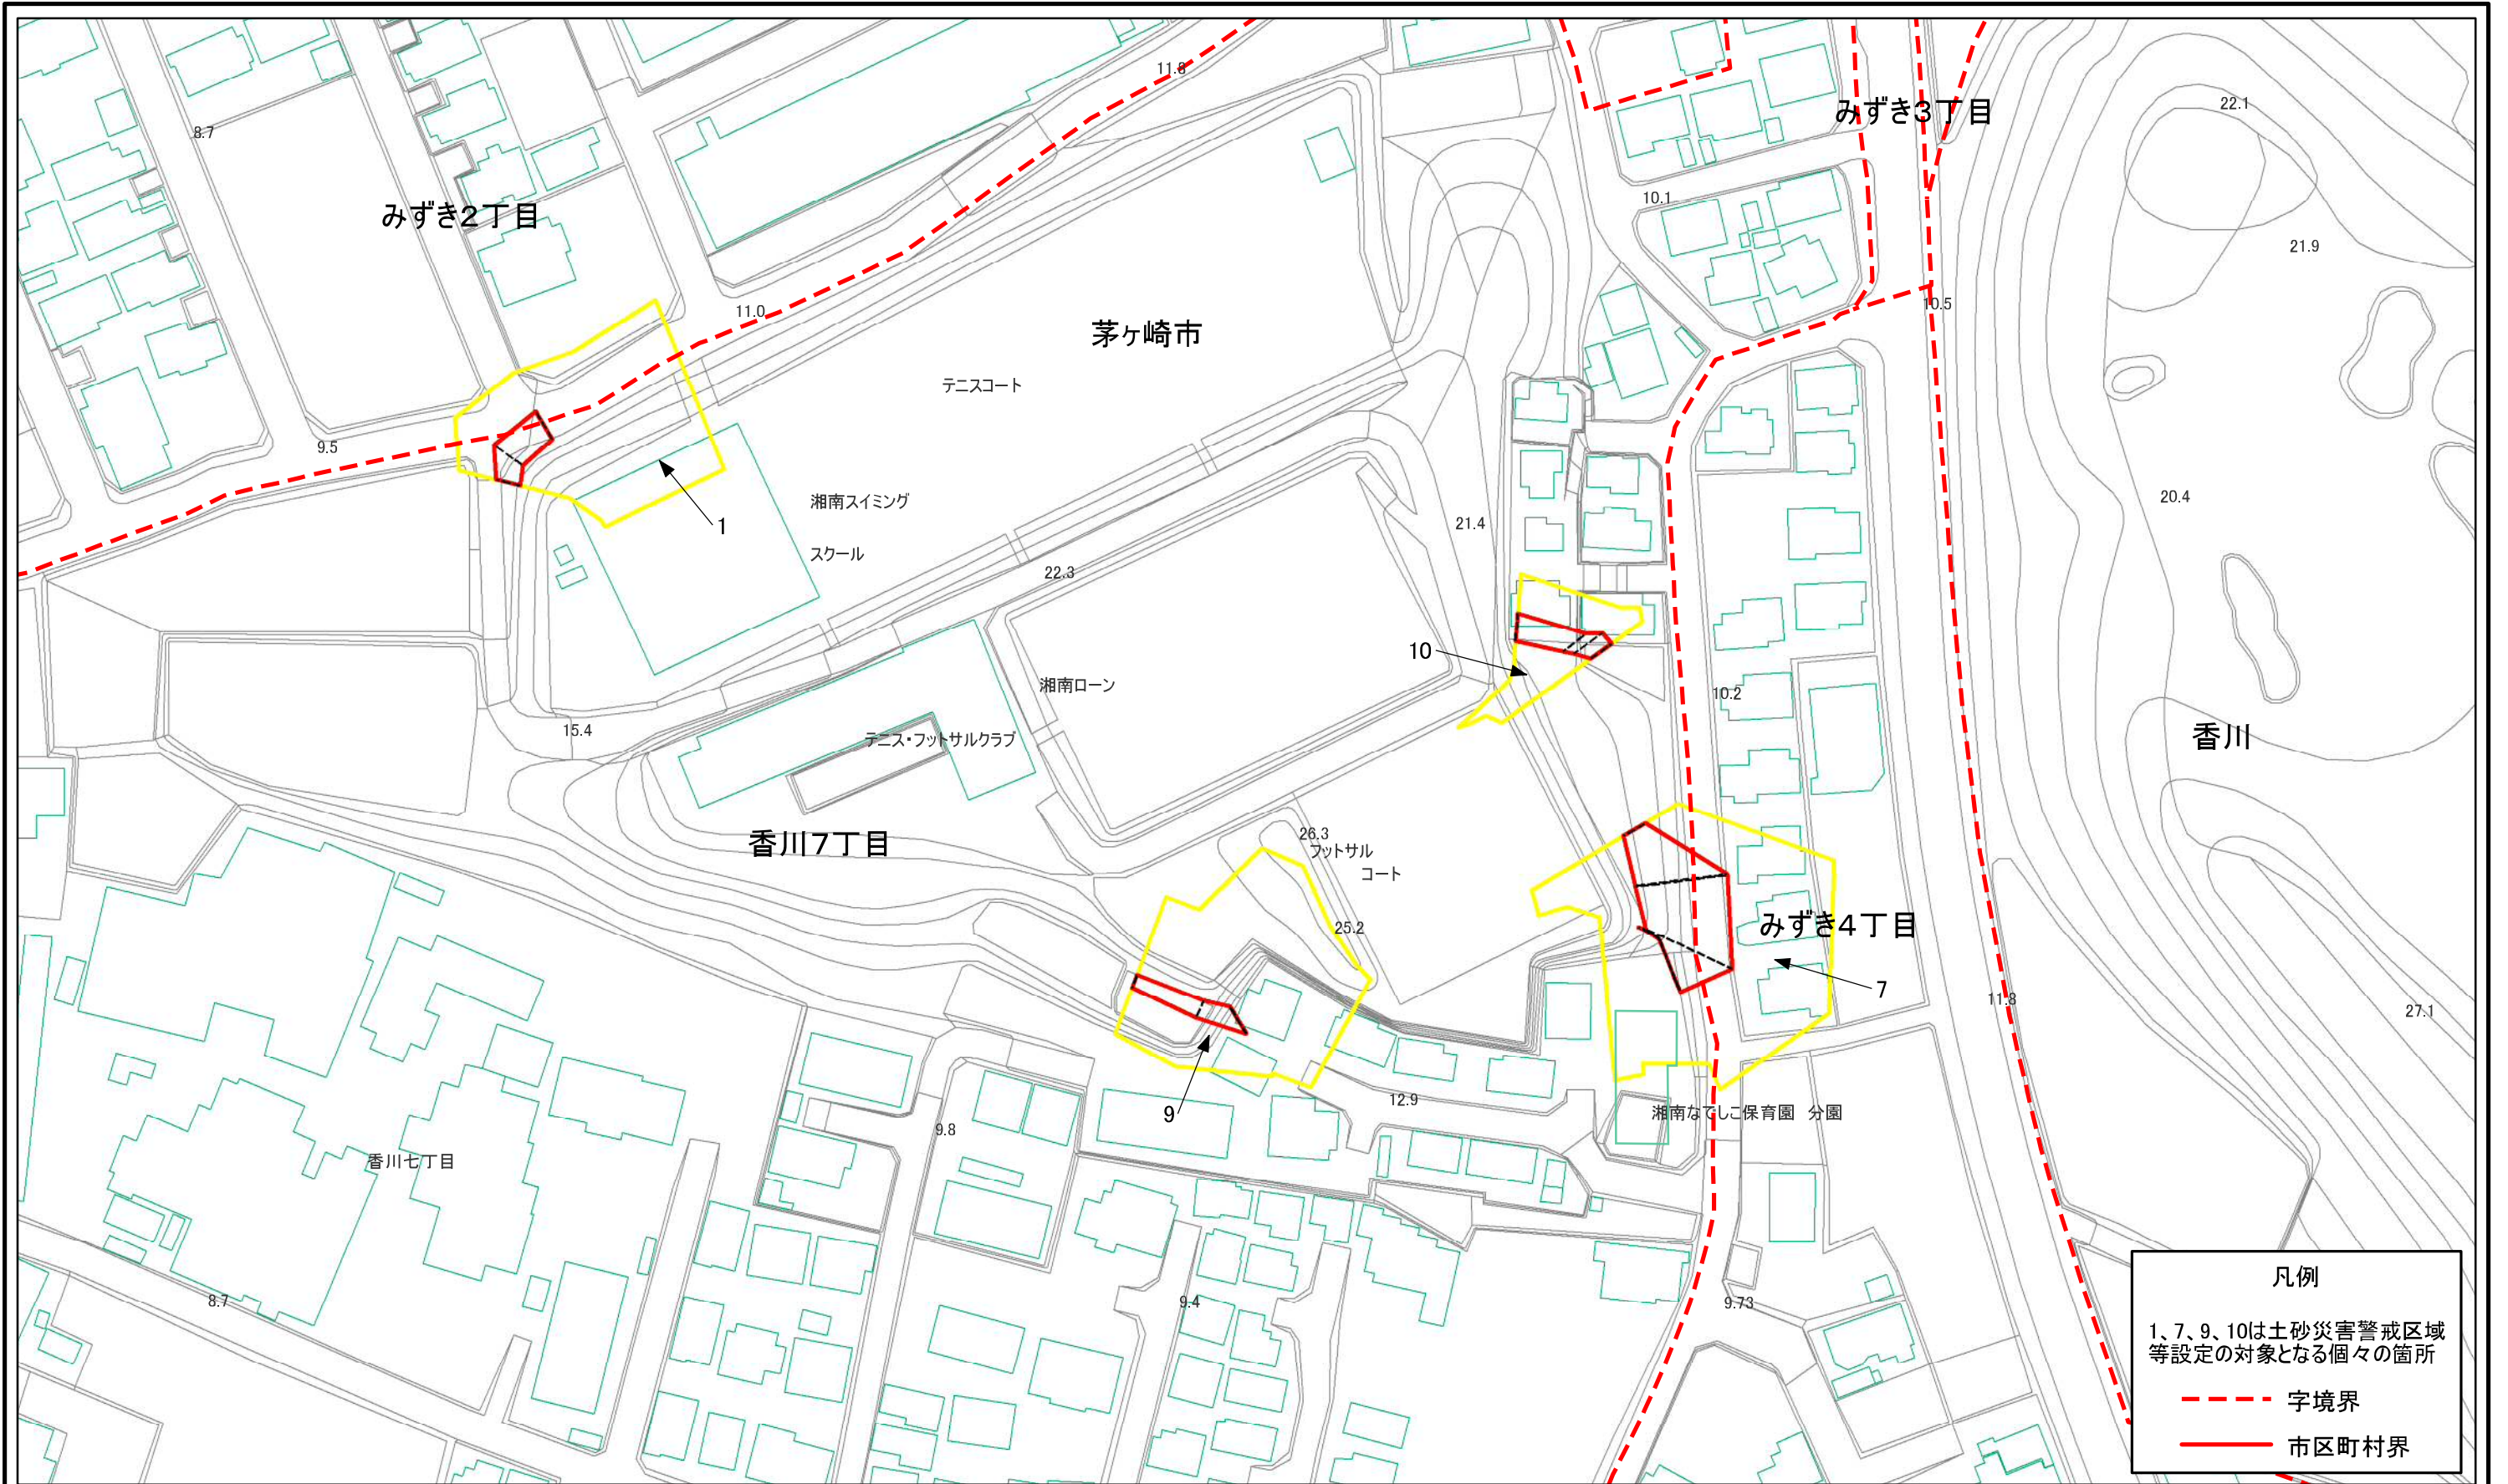 11.8
みずき3丁目
22.1
8.7
みずき2丁目
10.1
21.9
11.0
茅ヶ崎市
10.5
テニスコート
9.5
湘南スイミング
スクール
1
21.4
20.4
22.3
10
湘南ローン
10.2
15.4
テニス・フットサルクラブ
香川
香川7丁目
26.3
フットサル
コート
25.2
みずき4丁目
7
11.8
27.1
9
12.9
湘南なでしこ保育園 分園
9.8
香川七丁目
8.7
9.4
9.73
凡例
1、7、9、10は土砂災害警戒区域
等設定の対象となる個々の箇所
字境界
市区町村界